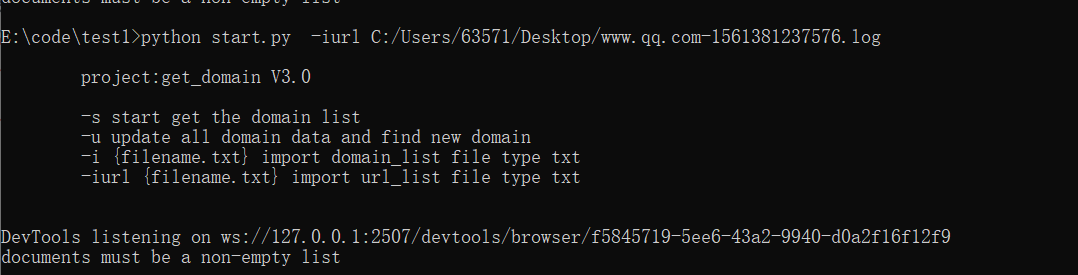 documents must be a non-empty list
E:\code\test1>python start.py  -iurl C:/Users/63571/Desktop/www.qq.com-1561381237576.log
project:get_domain V3.0
-s start get the domain list
-u update all domain data and find new domain
-i {filename.txt} import domain_list file type txt
-iurl {filename.txt} import url_list file type txt
DevTools listening on ws://127.0.0.1:2507/devtools/browser/f5845719-5ee6-43a2-9940-d0a2f16f12f9
documents must be a non-empty list